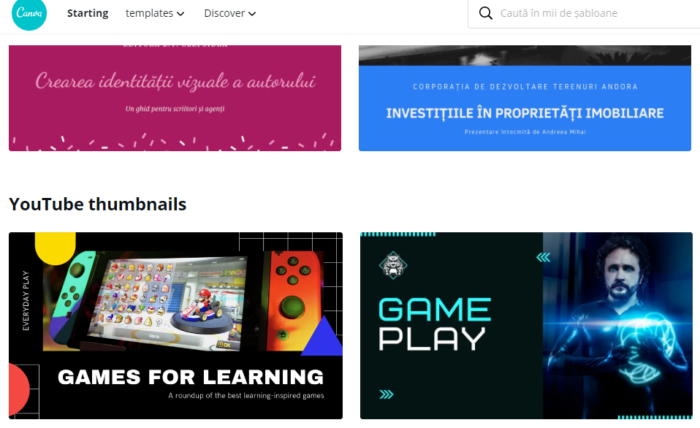 Canva
Starting
templates
Discover
Caută în mii de șabloane
Crearea identității vizuale a autorului
Un ghid pentru scriitori și agenți
CORPORAȚIA DE DEZVOLTARE TERENURI ANDORA
INVESTIȚIILE ÎN PROPRIETĂȚI IMOBILIARE
Prezentare întocmită de Andreea Mihai
YouTube thumbnails
EVERYDAY PLAY
GAMES FOR LEARNING
A roundup of the best learning-inspired games
GAME
PLAY